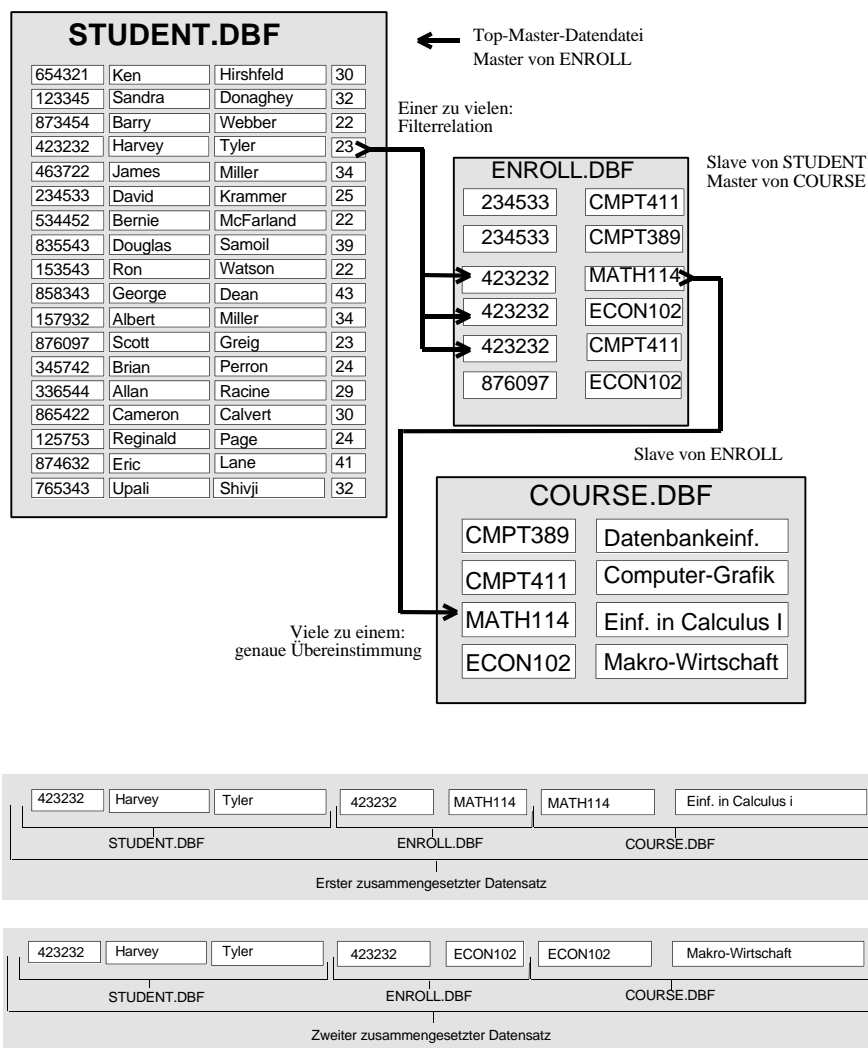 STUDENT.DBF
654321 Ken Hirshfeld 30
123345 Sandra Donaghey 32
873454 Barry Webber 22
423232 Harvey Tyler 23
463722 James Miller 34
234533 David Krammer 25
534452 Bernie McFarland 22
835543 Douglas Samoil 39
153543 Ron Watson 22
858343 George Dean 43
157932 Albert Miller 34
876097 Scott Greig 23
345742 Brian Perron 24
336544 Allan Racine 29
865422 Cameron Calvert 30
125753 Reginald Page 24
874632 Eric Lane 41
765343 Upali Shivji 32
Top-Master-Datendatei
Master von ENROLL
Einer zu vielen:
Filterrelation
ENROLL.DBF
234533 CMPT411
234533 CMPT389
423232 MATH114
423232 ECON102
423232 CMPT411
876097 ECON102
Slave von STUDENT
Master von COURSE
Slave von ENROLL
COURSE.DBF
CMPT389 Datenbankeinf.
CMPT411 Computer-Grafik
MATH114 Einf. in Calculus I
ECON102 Makro-Wirtschaft
Viele zu einem:
genaue Übereinstimmung
423232 Harvey Tyler 423232 MATH114 MATH114 Einf. in Calculus i
STUDENT.DBF ENROLL.DBF COURSE.DBF
Erster zusammengesetzter Datensatz
423232 Harvey Tyler 423232 ECON102 ECON102 Makro-Wirtschaft
STUDENT.DBF ENROLL.DBF COURSE.DBF
Zweiter zusammengesetzter Datensatz